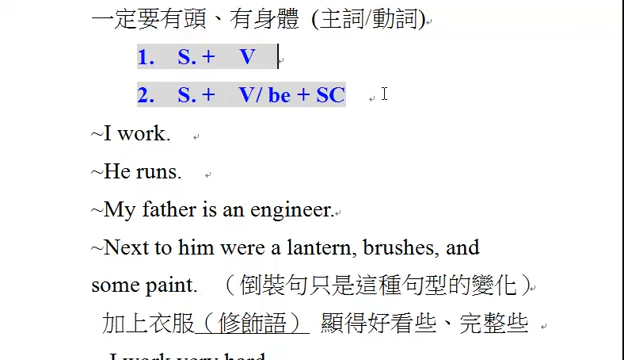 一定要有頭、有身體 (主詞/動詞)
1. S. + V
2. S. + V/ be + SC
~I work.
~He runs.
~My father is an engineer.
~Next to him were a lantern, brushes, and
some paint. （倒裝句只是這種句型的變化）
加上衣服（修飾語） 顯得好看些、完整些
~I work very hard.